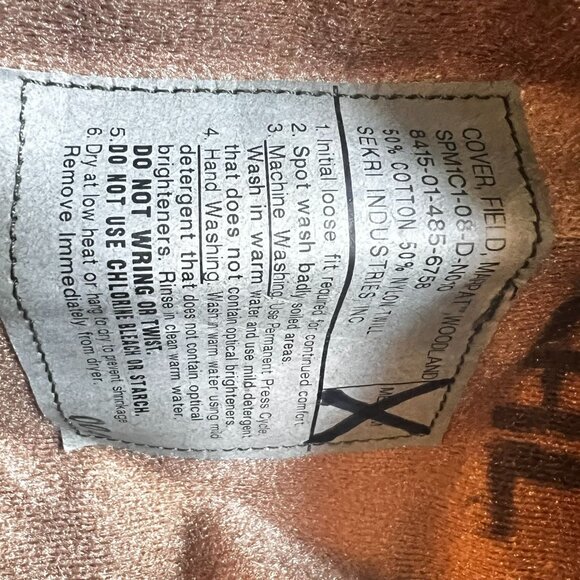 COVER, FIELD, MARPAT WOODLAND
SPM1C1-08-D-N
8415-01-485-6758
50% COTTON 50% NYLON TWILL
SEKRI INDUSTRIES INC
1. Initial loose fit, required for continued comfort
2. Spot wash badly soiled areas.
3. Machine Washing: Use Permanent Press Cycle.
Wash in warm water and use mild detergent
that does not contain optical brighteners.
4. Hand Washing: Wash in warm water using mild
detergent that does not contain optical
brighteners. Rinse in clean warm water.
DO NOT WRING OR TWIST.
5. DO NOT USE CHLORINE BLEACH OR STARCH.
6. Dry at low heat or hang to dry to prevent shrinkage.
Remove immediately from dryer.